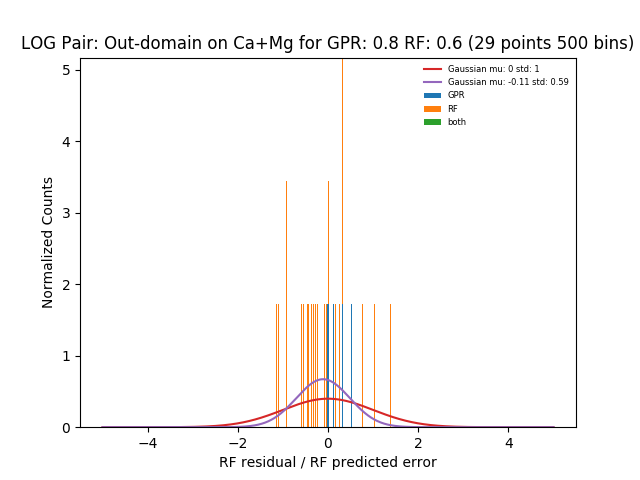 LOG Pair: Out-domain on Ca+Mg for GPR: 0.8 RF: 0.6 (29 points 500 bins)
Gaussian mu: 0 std: 1
Gaussian mu: -0.11 std: 0.59
GPR
RF
both
Normalized Counts
5
4
3
2
1
0
−4 −2 0 2 4
RF residual / RF predicted error